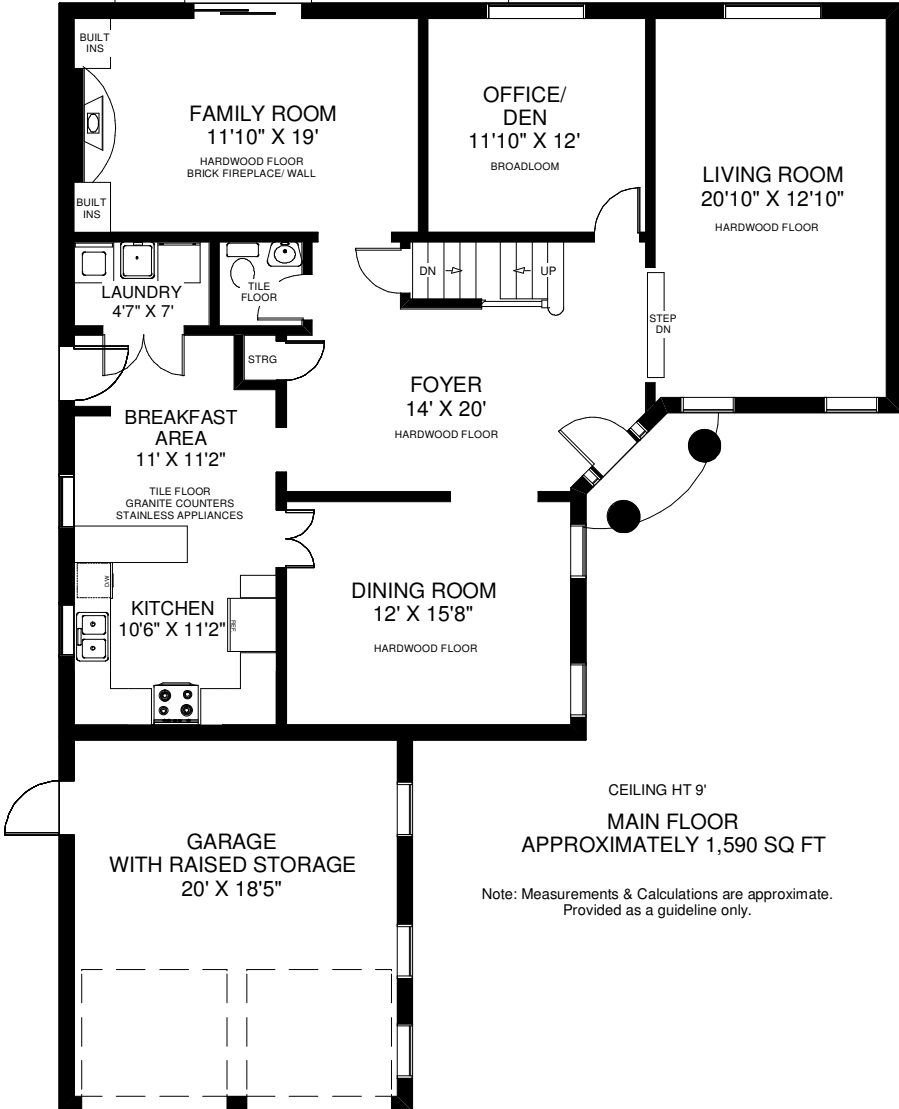 BUILT
INS
FAMILY ROOM
11'10" X 19'
HARDWOOD FLOOR
BRICK FIREPLACE/ WALL
BUILT
INS
OFFICE/
DEN
11'10" X 12'
BROADLOOM
LIVING ROOM
20'10" X 12'10"
HARDWOOD FLOOR
LAUNDRY
4'7" X 7'
TILE
FLOOR
DN
UP
STEP
DN
STRG
FOYER
14' X 20'
HARDWOOD FLOOR
BREAKFAST
AREA
11' X 11'2"
TILE FLOOR
GRANITE COUNTERS
STAINLESS APPLIANCES
D/W
KITCHEN
10'6" X 11'2"
REF.
DINING ROOM
12' X 15'8"
HARDWOOD FLOOR
GARAGE
WITH RAISED STORAGE
20' X 18'5"
CEILING HT 9'
MAIN FLOOR
APPROXIMATELY 1,590 SQ FT
Note: Measurements & Calculations are approximate.
Provided as a guideline only.